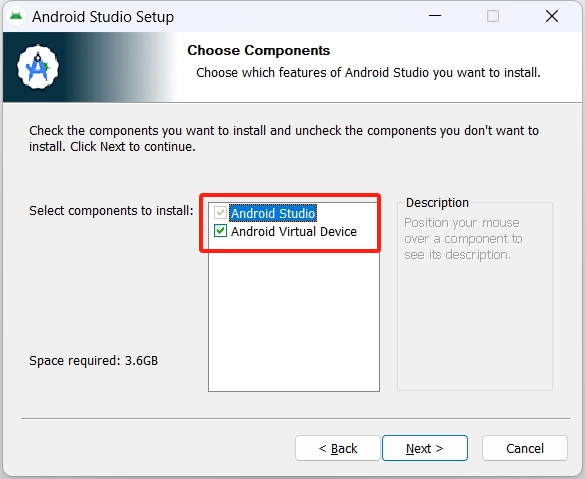 Android Studio Setup
Choose Components
Choose which features of Android Studio you want to install.
Check the components you want to install and uncheck the components you don't want to
install. Click Next to continue.
Select components to install:
Android Studio
Android Virtual Device
Description
Position your mouse
over a component to
see its description.
Space required: 3.6GB
< Back
Next >
Cancel